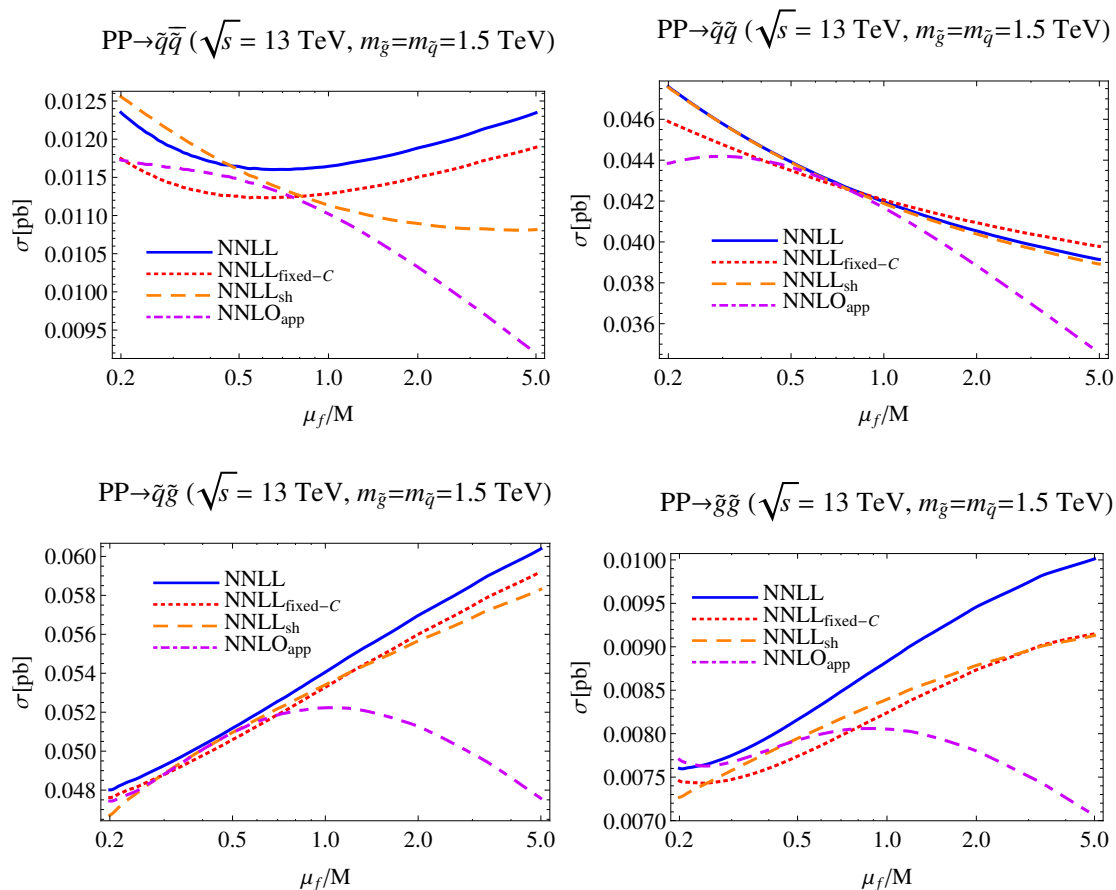 PP→q̃q̃̅ (√s = 13 TeV, m_g̃=m_q̃=1.5 TeV)
0.0125
0.0120
0.0115
0.0110
0.0105
0.0100
0.0095
σ[pb]
NNLL
NNLL_fixed−C
NNLL_sh
NNLO_app
0.2 0.5 1.0 2.0 5.0
μ_f/M
PP→q̃q̃ (√s = 13 TeV, m_g̃=m_q̃=1.5 TeV)
0.046
0.044
0.042
0.040
0.038
0.036
σ[pb]
NNLL
NNLL_fixed−C
NNLL_sh
NNLO_app
0.2 0.5 1.0 2.0 5.0
μ_f/M
PP→q̃g̃ (√s = 13 TeV, m_g̃=m_q̃=1.5 TeV)
0.060
0.058
0.056
0.054
0.052
0.050
0.048
σ[pb]
NNLL
NNLL_fixed−C
NNLL_sh
NNLO_app
0.2 0.5 1.0 2.0 5.0
μ_f/M
PP→g̃g̃ (√s = 13 TeV, m_g̃=m_q̃=1.5 TeV)
0.0100
0.0095
0.0090
0.0085
0.0080
0.0075
0.0070
σ[pb]
NNLL
NNLL_fixed−C
NNLL_sh
NNLO_app
0.2 0.5 1.0 2.0 5.0
μ_f/M